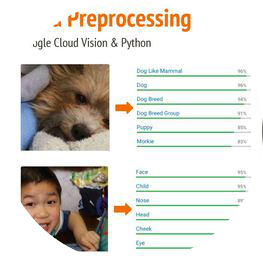 Preprocessing
Cloud Vision & Python
Dog Like Mammal 96%
Dog 96%
Dog Breed 94%
Dog Breed Group 91%
Puppy 85%
Morkie 83%
Face 95%
Child 95%
Nose 89
Head
Cheek
Eye